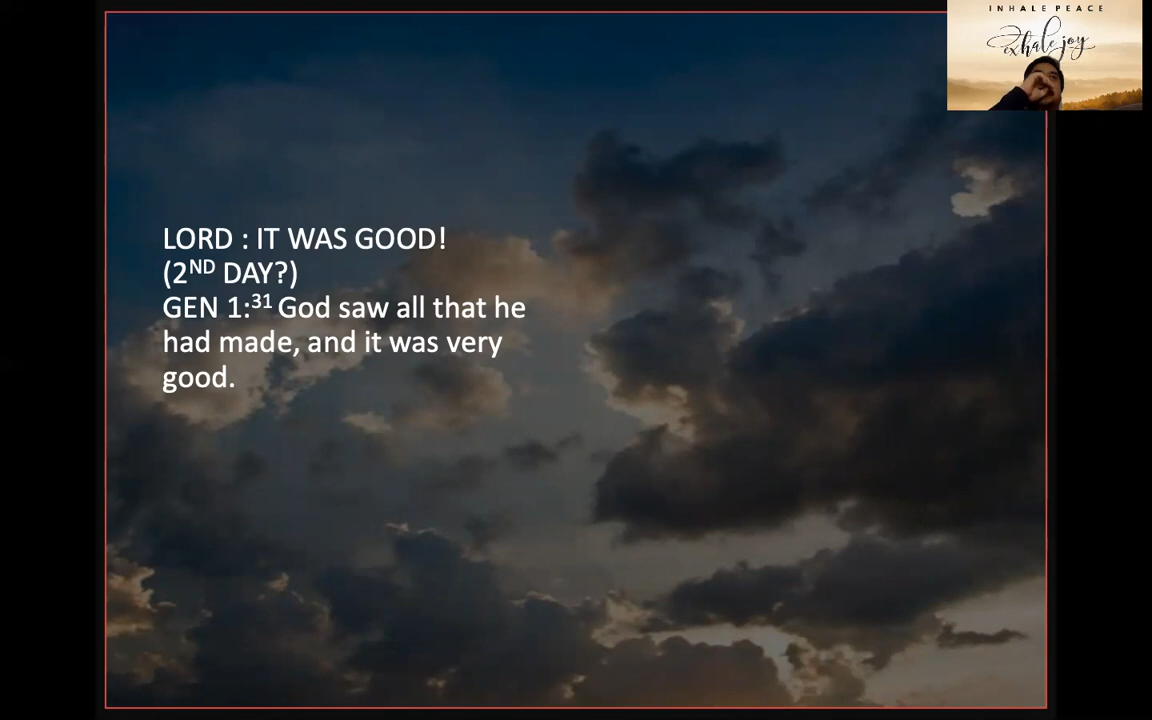 INHALE PEACE
exhale joy
LORD : IT WAS GOOD!
(2ND DAY?)
GEN 1:31 God saw all that he
had made, and it was very
good.